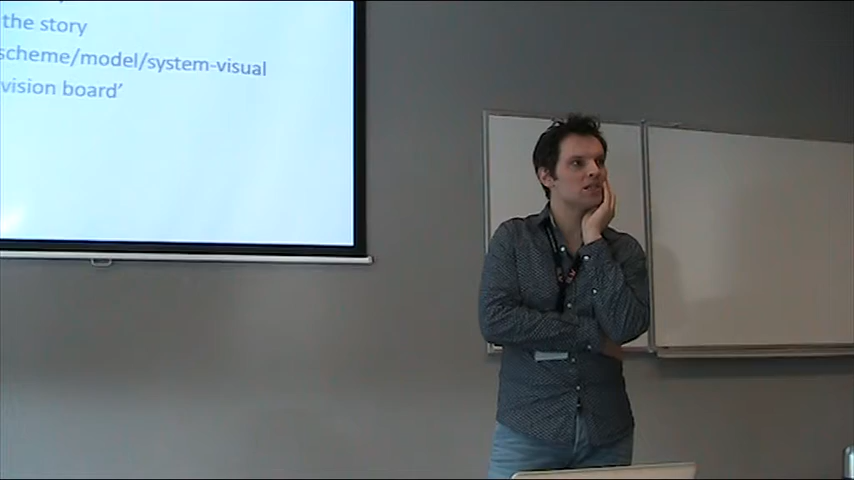 the story
scheme/model/system-visual
vision board’